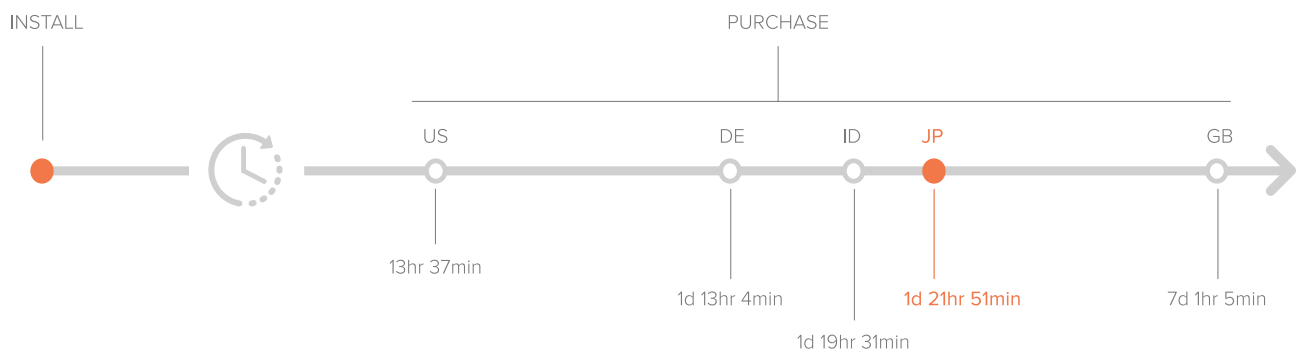 INSTALL
PURCHASE
US
DE
ID
JP
GB
13hr 37min
1d 13hr 4min
1d 19hr 31min
1d 21hr 51min
7d 1hr 5min